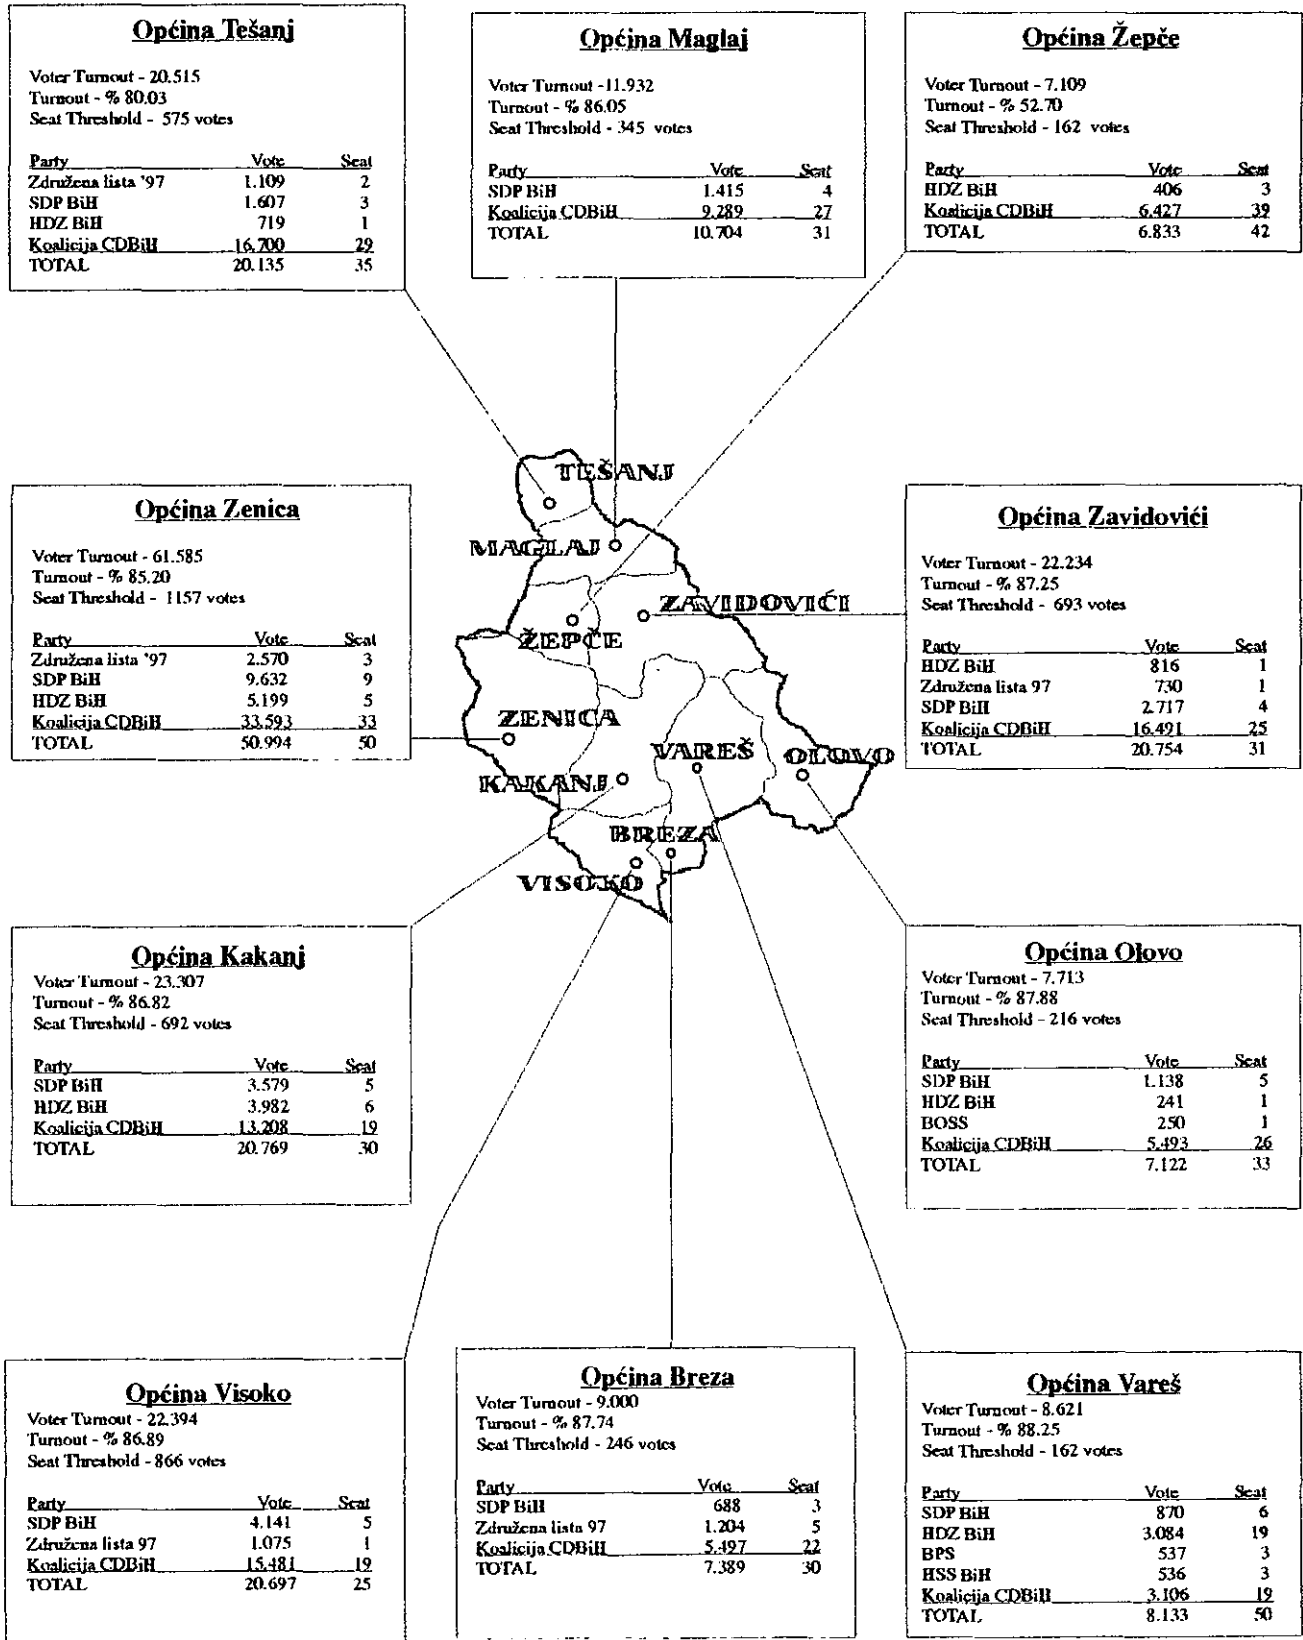 Općina Tešanj
Voter Turnout - 20.515
Turnout - % 80.03
Seat Threshold - 575 votes
Party Vote Seat
Združena lista '97 1.109 2
SDP BiH 1.607 3
HDZ BiH 719 1
Koalicija CDBiH 16.700 29
TOTAL 20.135 35
Općina Maglaj
Voter Turnout -11.932
Turnout - % 86.05
Seat Threshold - 345 votes
Party Vote Seat
SDP BiH 1.415 4
Koalicija CDBiH 9.289 27
TOTAL 10.704 31
Općina Žepče
Voter Turnout - 7.109
Turnout - % 52.70
Seat Threshold - 162 votes
Party Vote Seat
HDZ BiH 406 3
Koalicija CDBiH 6.427 39
TOTAL 6.833 42
TEŠANJ
MAGLAJ
ZAVIDOVIĆI
ŽEPČE
ZENICA
VAREŠ
OLOVO
KAKANJ
BREZA
VISOKO
Općina Zenica
Voter Turnout - 61.585
Turnout - % 85.20
Seat Threshold - 1157 votes
Party Vote Seat
Združena lista '97 2.570 3
SDP BiH 9.632 9
HDZ BiH 5.199 5
Koalicija CDBiH 33.593 33
TOTAL 50.994 50
Općina Zavidovići
Voter Turnout - 22.234
Turnout - % 87.25
Seat Threshold - 693 votes
Party Vote Seat
HDZ BiH 816 1
Združena lista 97 730 1
SDP BiH 2.717 4
Koalicija CDBiH 16.491 25
TOTAL 20.754 31
Općina Kakanj
Voter Turnout - 23.307
Turnout - % 86.82
Seat Threshold - 692 votes
Party Vote Seat
SDP BiH 3.579 5
HDZ BiH 3.982 6
Koalicija CDBiH 13.208 19
TOTAL 20.769 30
Općina Olovo
Voter Turnout - 7.713
Turnout - % 87.88
Seat Threshold - 216 votes
Party Vote Seat
SDP BiH 1.138 5
HDZ BiH 241 1
BOSS 250 1
Koalicija CDBiH 5.493 26
TOTAL 7.122 33
Općina Visoko
Voter Turnout - 22.394
Turnout - % 86.89
Seat Threshold - 866 votes
Party Vote Seat
SDP BiH 4.141 5
Združena lista 97 1.075 1
Koalicija CDBiH 15.481 19
TOTAL 20.697 25
Općina Breza
Voter Turnout - 9.000
Turnout - % 87.74
Seat Threshold - 246 votes
Party Vote Seat
SDP BiH 688 3
Združena lista 97 1.204 5
Koalicija CDBiH 5.497 22
TOTAL 7.389 30
Općina Vareš
Voter Turnout - 8.621
Turnout - % 88.25
Seat Threshold - 162 votes
Party Vote Seat
SDP BiH 870 6
HDZ BiH 3.084 19
BPS 537 3
HSS BiH 536 3
Koalicija CDBiH 3.106 19
TOTAL 8.133 50